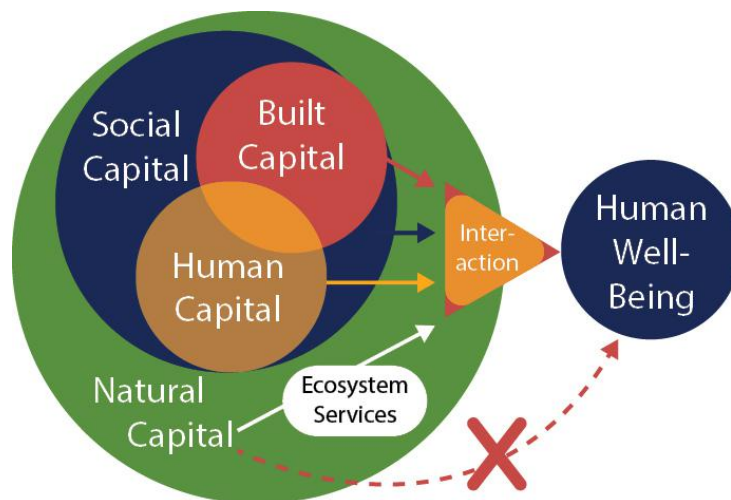 Social
Capital
Built
Capital
Human
Capital
Natural
Capital
Ecosystem
Services
Inter-
action
Human
Well-
Being